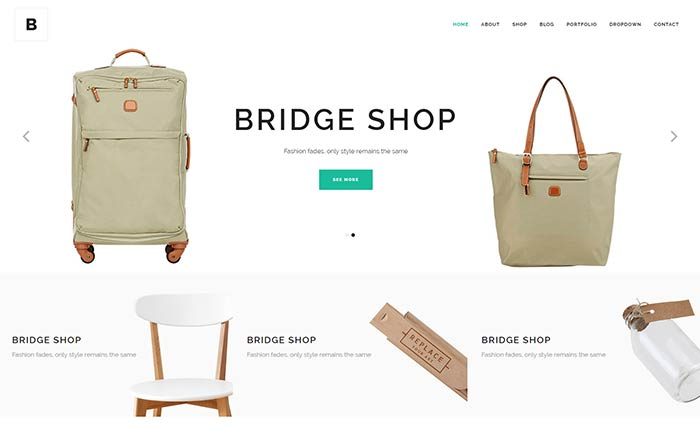 B
HOME ABOUT SHOP BLOG PORTFOLIO DROPDOWN CONTACT
BRIDGE SHOP
Fashion fades, only style remains the same
SEE MORE
BRIDGE SHOP
Fashion fades, only style remains the same
BRIDGE SHOP
Fashion fades, only style remains the same
REPLACE
YOUR ART
BRIDGE SHOP
Fashion fades, only style remains the same